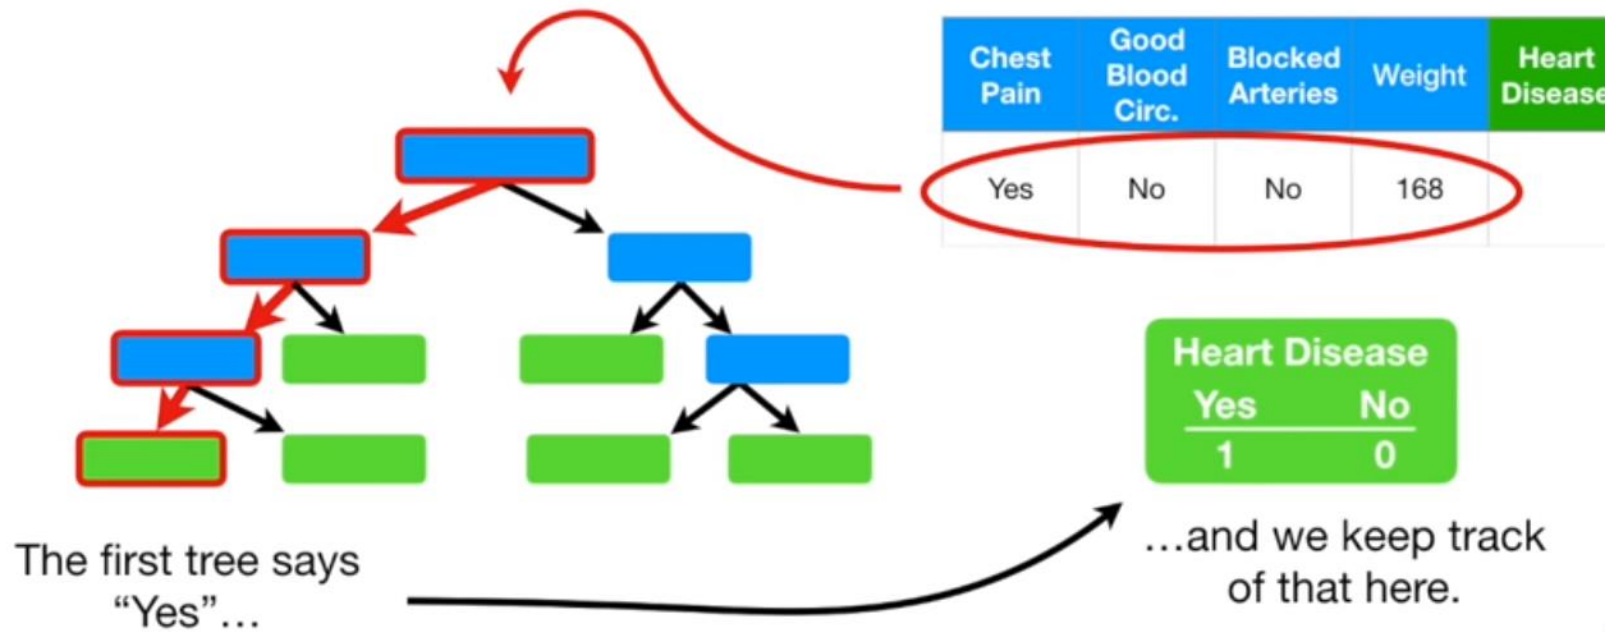 Chest Pain
Good Blood Circ.
Blocked Arteries
Weight
Heart Disease
Yes No No 168
Heart Disease
Yes No
1 0
The first tree says
“Yes”…
…and we keep track
of that here.